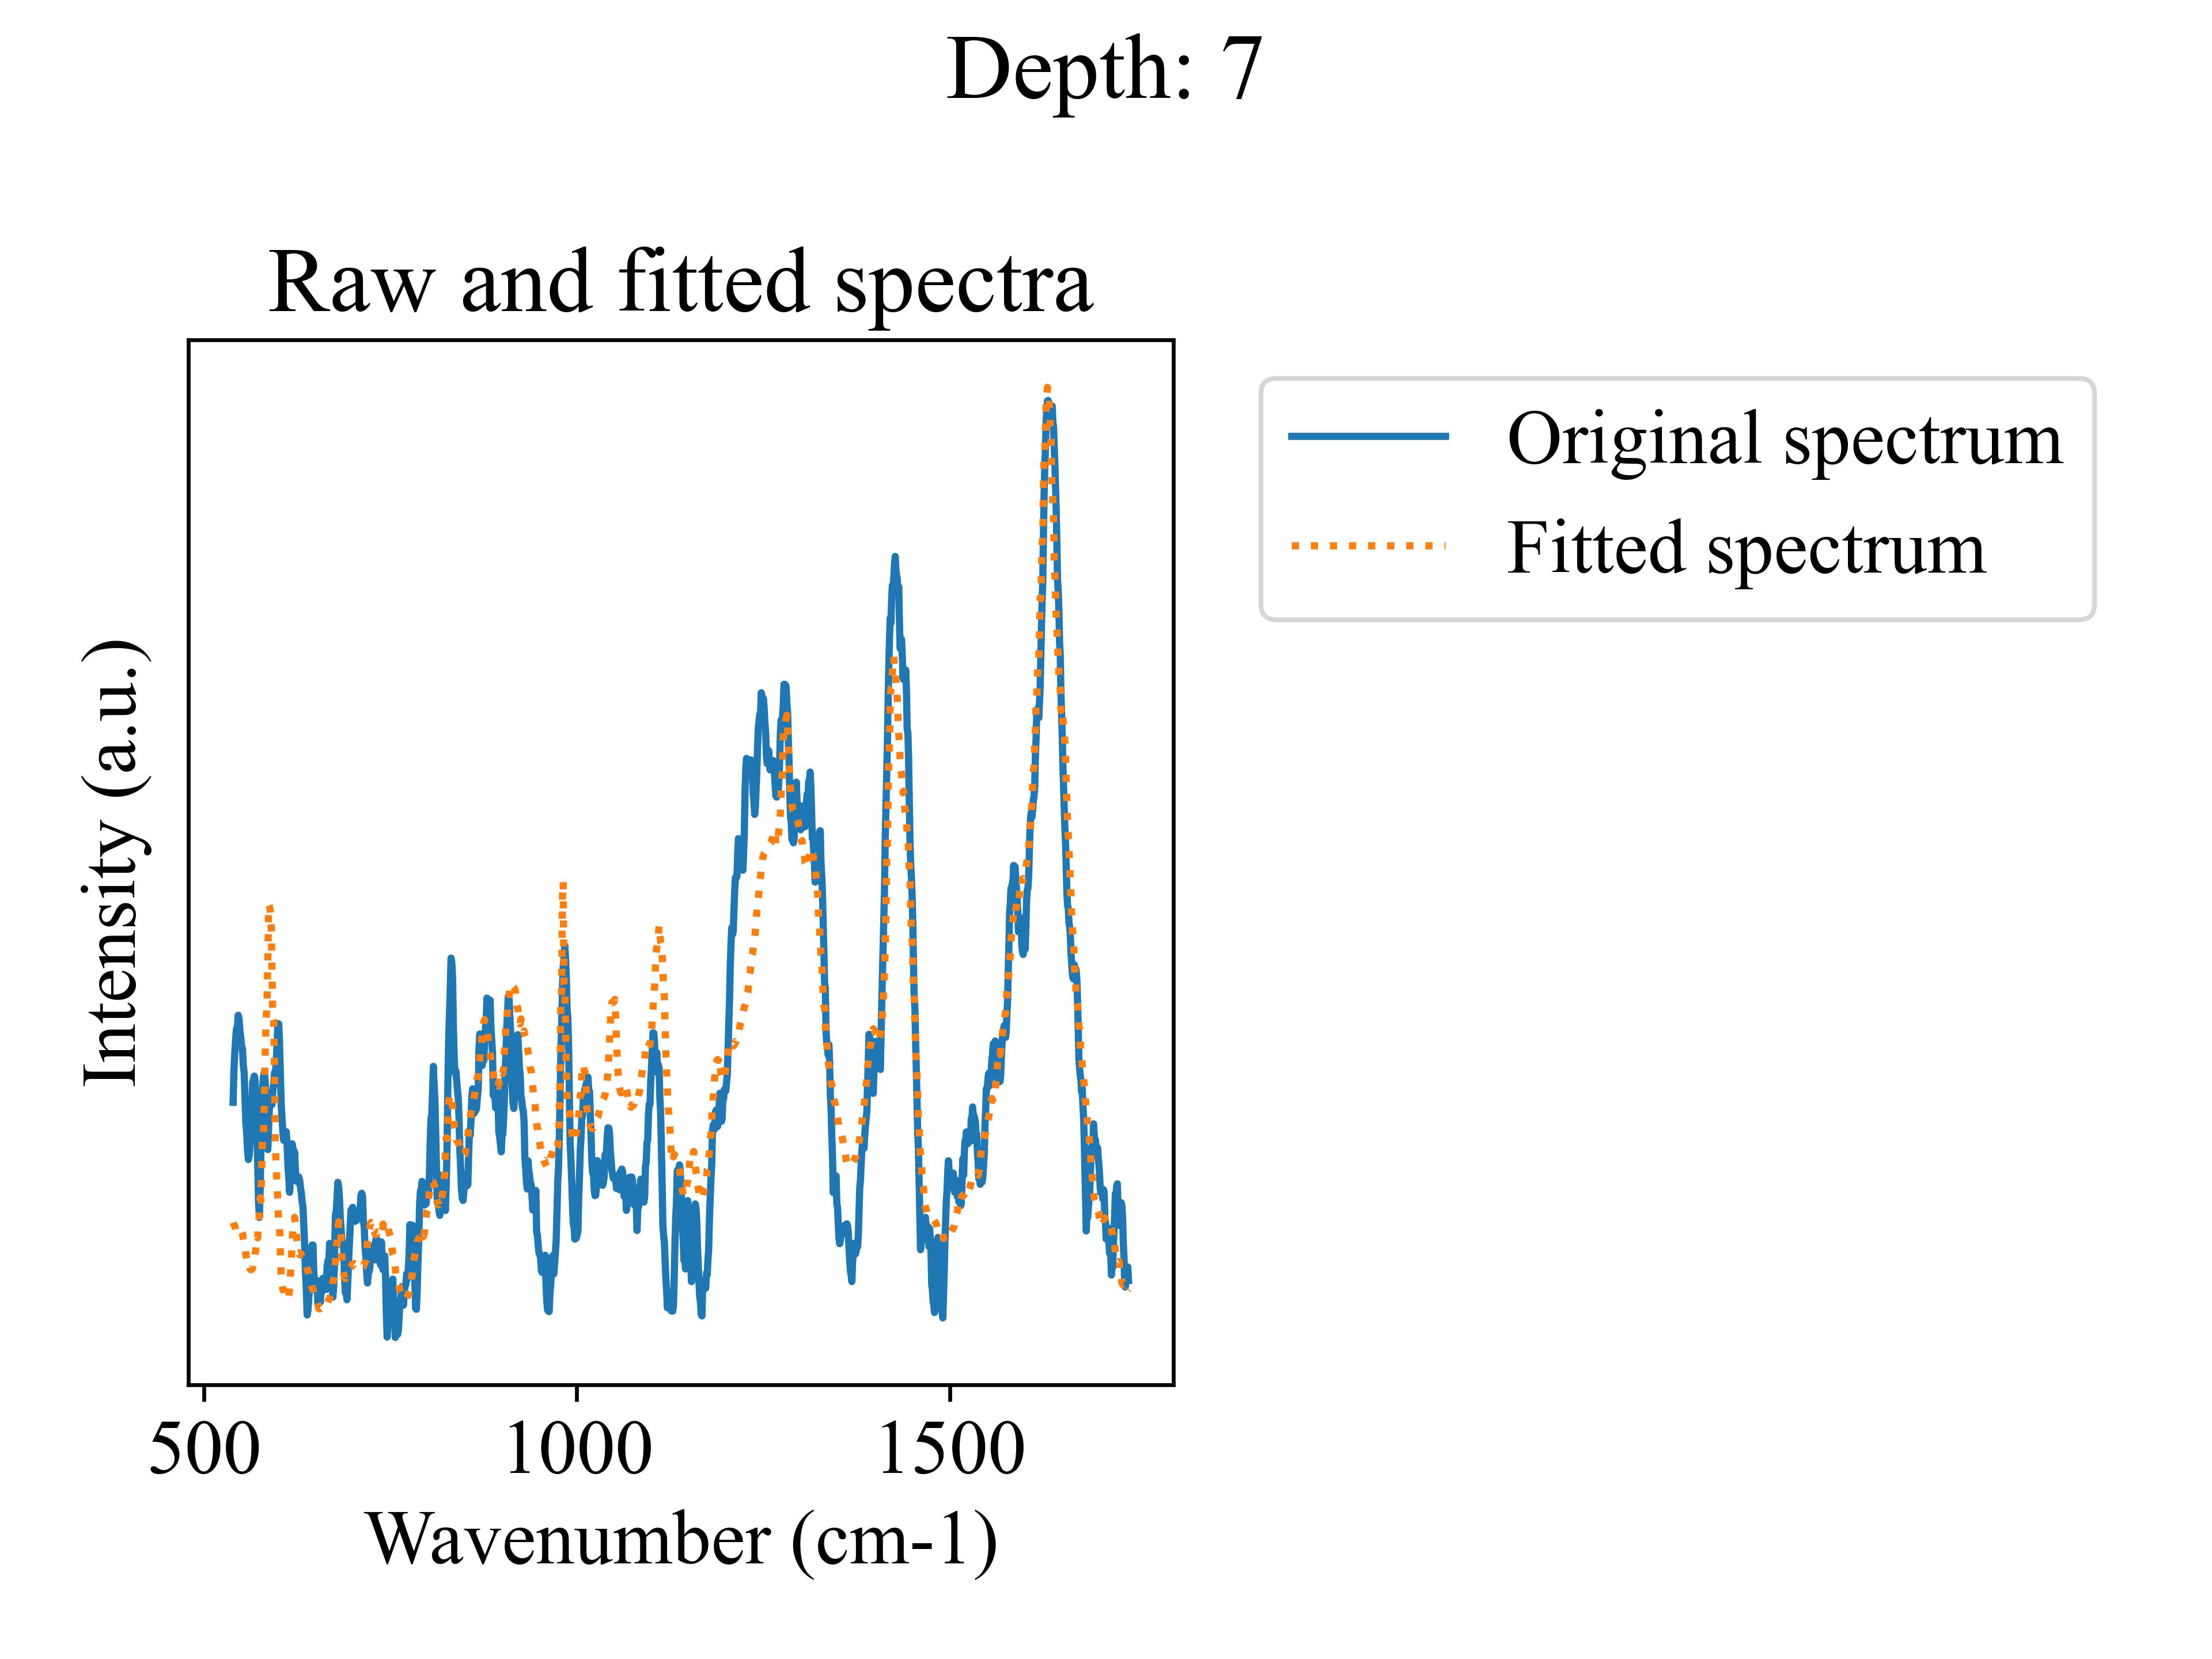 Depth: 7
Raw and fitted spectra
Original spectrum
Fitted spectrum
Intensity (a.u.)
500 1000 1500
Wavenumber (cm-1)